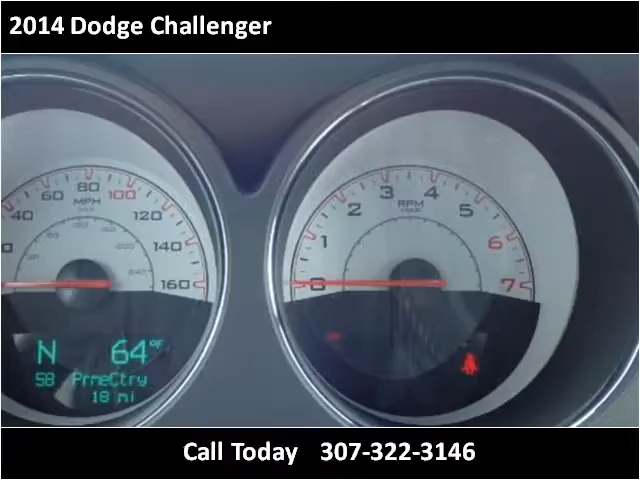 2014 Dodge Challenger
40 60 80 100 120 140 160
MPH
0 1 2 3 4 5 6 7
RPM
N 64°F
58 PrmeCtry
18 mi
Call Today 307-322-3146